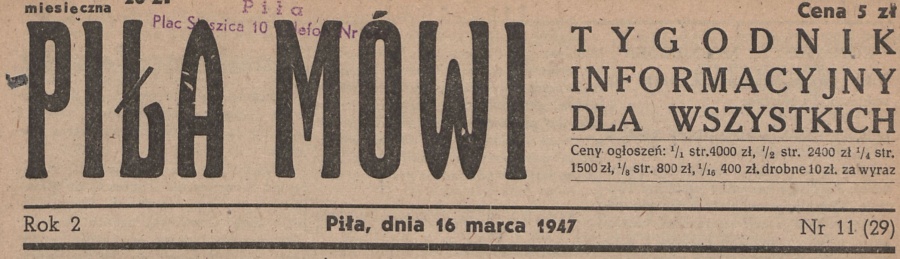 miesięczna
Piła
Plac Staszica 10 Telefon Nr
Cena 5 zł
PIŁA MÓWI
TYGODNIK
INFORMACYJNY
DLA WSZYSTKICH
Ceny ogłoszeń: 1/1 str.4000 zł, 1/2 str. 2400 zł 1/4 str.
1500 zł, 1/8 str. 800 zł, 1/16 400 zł. drobne 10 zł. za wyraz
Rok 2
Piła, dnia 16 marca 1947
Nr 11 (29)